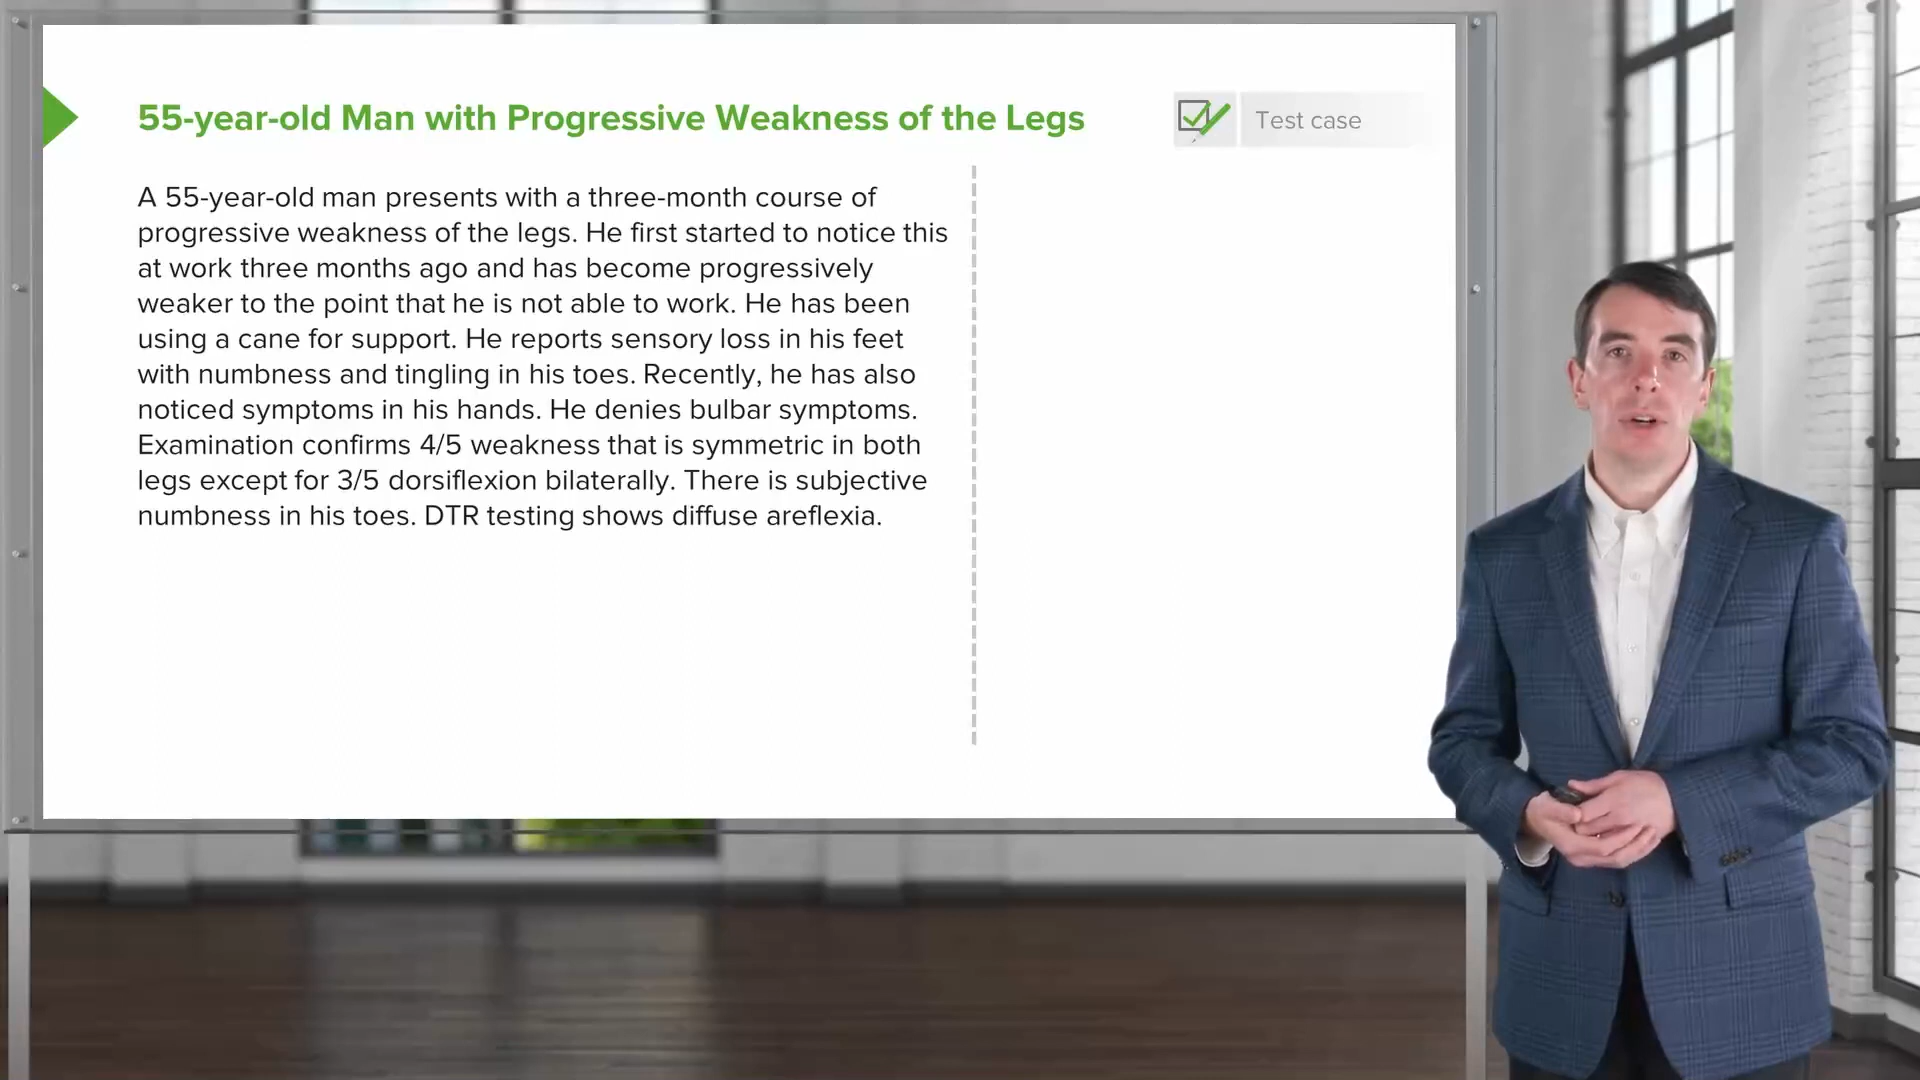 55-year-old Man with Progressive Weakness of the Legs
Test case
A 55-year-old man presents with a three-month course of
progressive weakness of the legs. He first started to notice this
at work three months ago and has become progressively
weaker to the point that he is not able to work. He has been
using a cane for support. He reports sensory loss in his feet
with numbness and tingling in his toes. Recently, he has also
noticed symptoms in his hands. He denies bulbar symptoms.
Examination confirms 4/5 weakness that is symmetric in both
legs except for 3/5 dorsiflexion bilaterally. There is subjective
numbness in his toes. DTR testing shows diffuse areflexia.